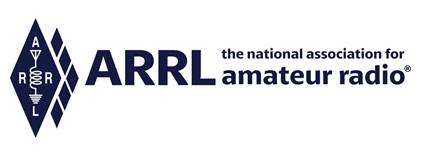 A
R R
L
ARRL
the national association for
amateur radio®